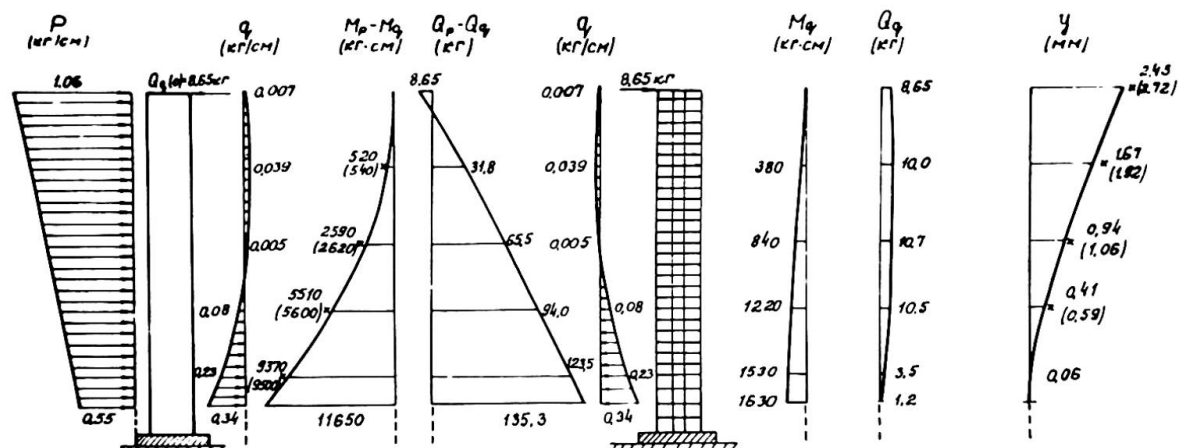 P
(кг/см)
q
(кг/см)
Mp-Mq
(кг·см)
Qp-Qq
(кг)
q
(кг/см)
Mq
(кг·см)
Qq
(кг)
y
(мм)
1.06
Qq(o)=8.65кг
0,007
8.65
0,007
8.65 кг
8,65
2.43
(2.72)
0,039
520
(540)
31,8
0,039
380
10,0
1.67
(1.82)
0,005
2590
(2620)
65,5
0,005
840
10,7
0,94
(1,06)
0,08
5510
(5600)
94,0
0,08
1220
10,5
0,41
(0,59)
0,23
9370
(9500)
123,5
0,23
1530
3,5
0,06
0,55
0,34
11650
135,3
0,34
1630
1,2